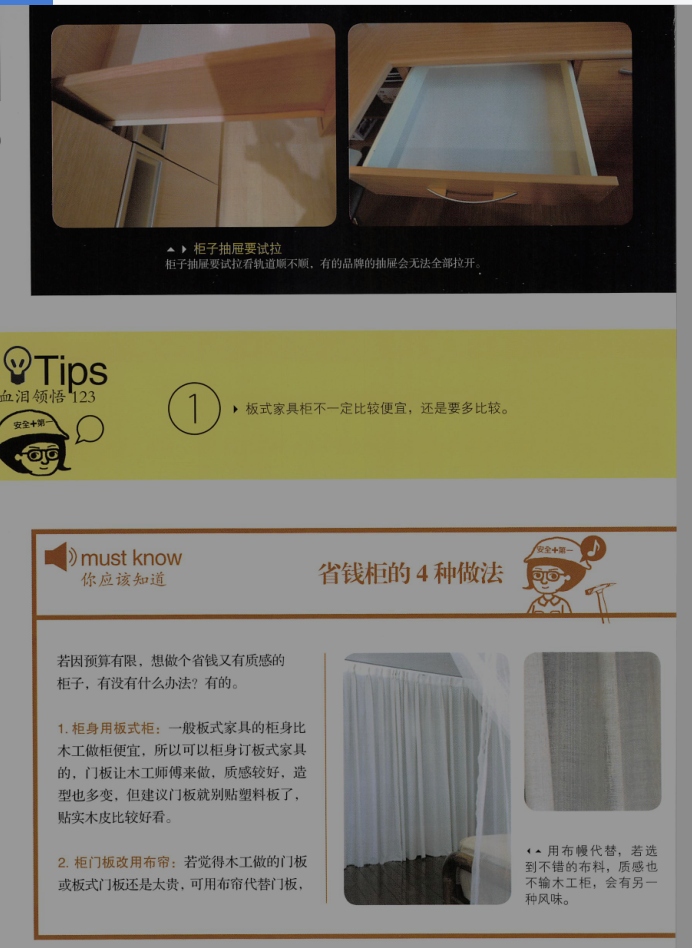 柜子抽屉要试拉
柜子抽屉要试拉看轨道顺不顺，有的品牌的抽屉会无法全部拉开。
Tips
血泪领悟 123
安全✚第一
1
板式家具柜不一定比较便宜，还是要多比较。
must know
你应该知道
省钱柜的 4 种做法
安全✚第一
若因预算有限，想做个省钱又有质感的
柜子，有没有什么办法？有的。
1. 柜身用板式柜：一般板式家具的柜身比
木工做柜便宜，所以可以柜身订板式家具
的，门板让木工师傅来做，质感较好，造
型也多变，但建议门板就别贴塑料板了，
贴实木皮比较好看。
2. 柜门板改用布帘：若觉得木工做的门板
或板式门板还是太贵，可用布帘代替门板，
用布幔代替，若选
到不错的布料，质感也
不输木工柜，会有另一
种风味。